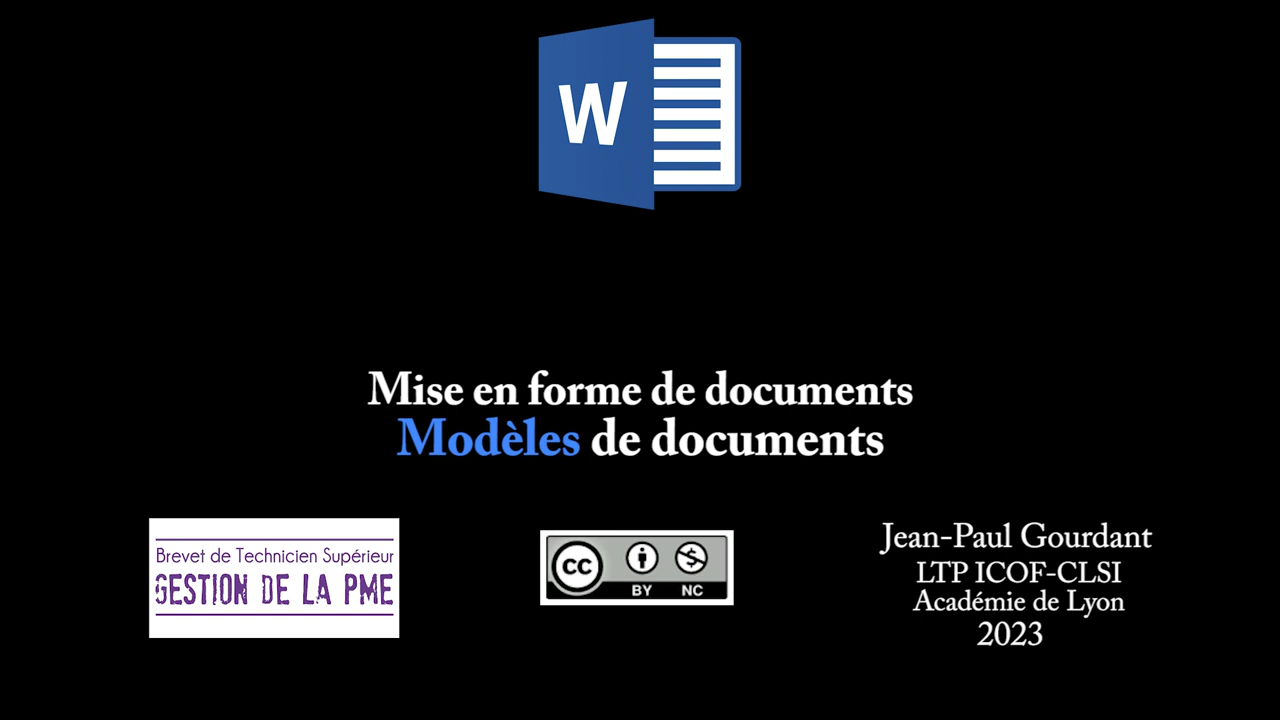 W
Mise en forme de documents
Modèles de documents
Brevet de Technicien Supérieur
GESTION DE LA PME
CC
BY NC
Jean-Paul Gourdant
LTP ICOF-CLSI
Académie de Lyon
2023